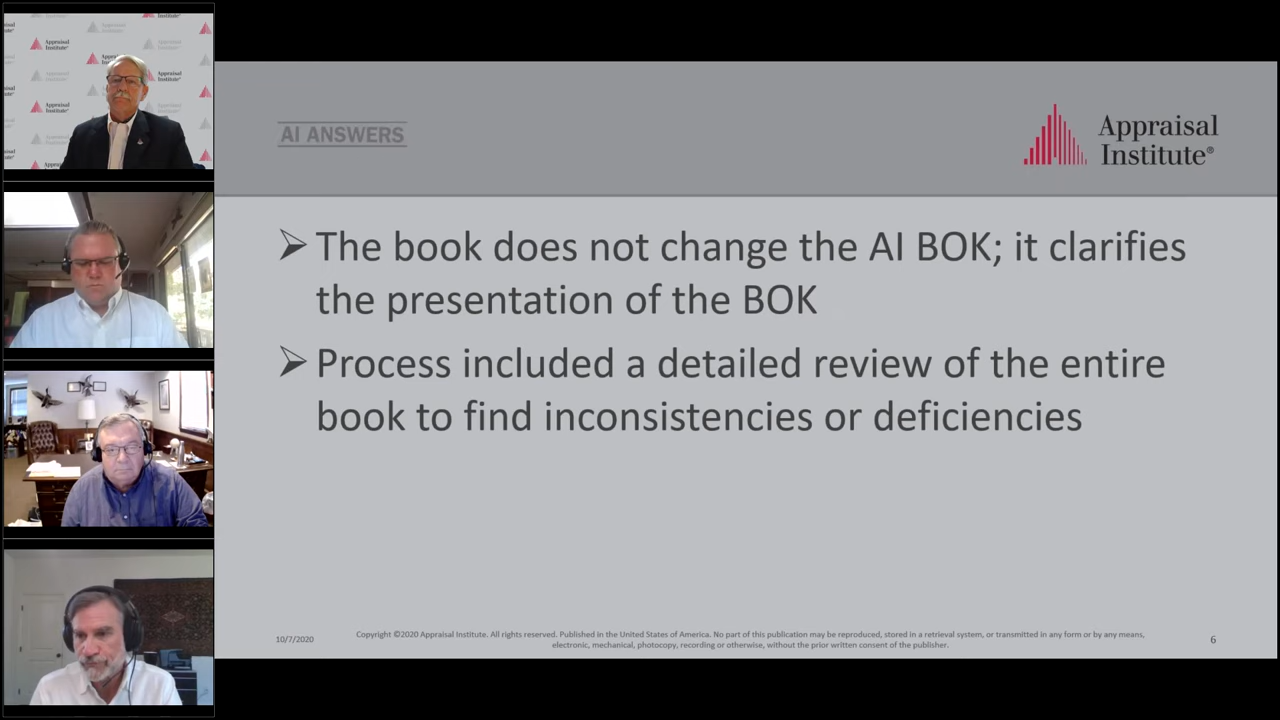 AI ANSWERS
Appraisal
Institute®
➢ The book does not change the AI BOK; it clarifies
the presentation of the BOK
➢ Process included a detailed review of the entire
book to find inconsistencies or deficiencies
10/7/2020
Copyright ©2020 Appraisal Institute. All rights reserved. Published in the United States of America. No part of this publication may be reproduced, stored in a retrieval system, or transmitted in any form or by any means,
electronic, mechanical, photocopy, recording or otherwise, without the prior written consent of the publisher.
6
Appraisal
Institute®